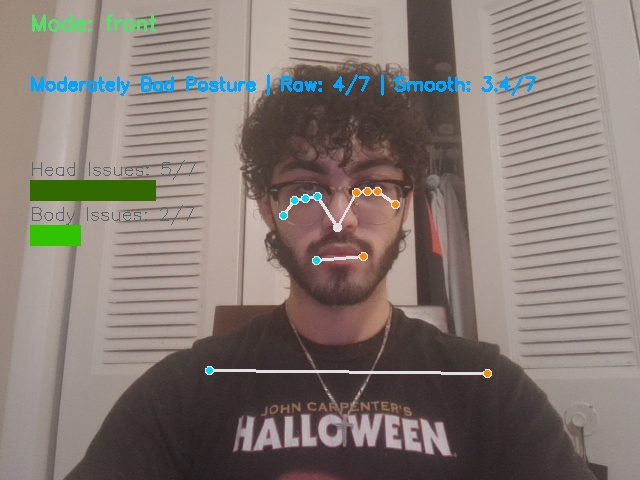 Mode: front
Moderately Bad Posture | Raw: 4/7 | Smooth: 3.4/7
Head Issues: 5/7
Body Issues: 2/7
JOHN CARPENTER'S
HALLOWEEN